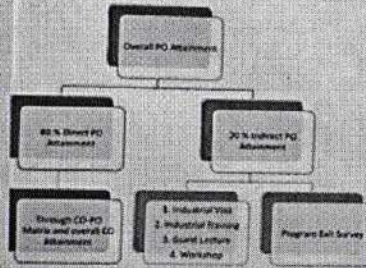 Overall PO Attainment
80 % Direct PO
Attainment
20 % Indirect PO
Attainment
Through CO-PO
Matrix and overall CO
Attainment
1. Industrial Visit
2. Industrial Training
3. Guest Lecture
4. Workshop
Program Exit Survey